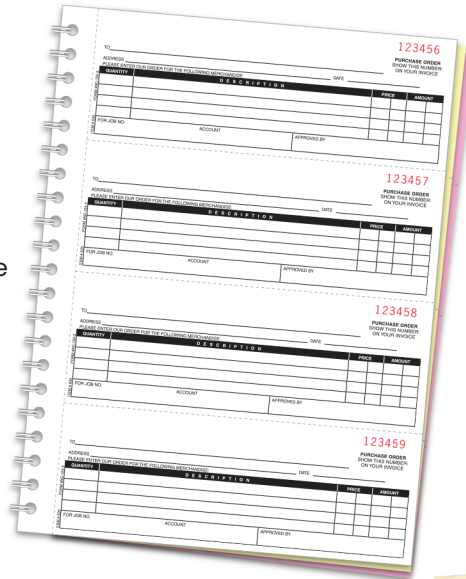 123456
TO
PURCHASE ORDER
ADDRESS DATE SHOW THIS NUMBER
PLEASE ENTER OUR ORDER FOR THE FOLLOWING MERCHANDISE: ON YOUR INVOICE
QUANTITY DESCRIPTION PRICE AMOUNT
FOR JOB NO. ACCOUNT APPROVED BY
123457
TO
PURCHASE ORDER
ADDRESS DATE SHOW THIS NUMBER
PLEASE ENTER OUR ORDER FOR THE FOLLOWING MERCHANDISE: ON YOUR INVOICE
QUANTITY DESCRIPTION PRICE AMOUNT
FOR JOB NO. ACCOUNT APPROVED BY
e
123458
TO
PURCHASE ORDER
ADDRESS DATE SHOW THIS NUMBER
PLEASE ENTER OUR ORDER FOR THE FOLLOWING MERCHANDISE: ON YOUR INVOICE
QUANTITY DESCRIPTION PRICE AMOUNT
FOR JOB NO. ACCOUNT APPROVED BY
123459
TO
PURCHASE ORDER
ADDRESS DATE SHOW THIS NUMBER
PLEASE ENTER OUR ORDER FOR THE FOLLOWING MERCHANDISE: ON YOUR INVOICE
QUANTITY DESCRIPTION PRICE AMOUNT
FOR JOB NO. ACCOUNT APPROVED BY